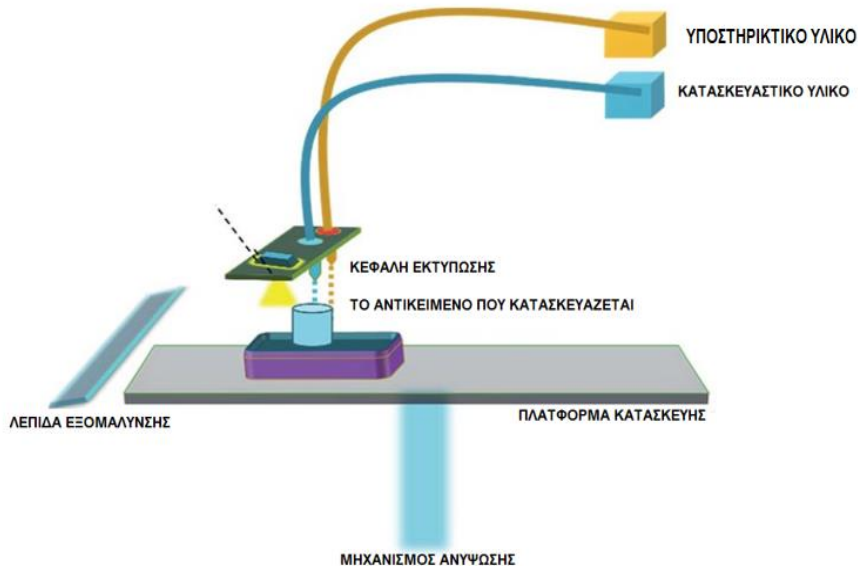 ΥΠΟΣΤΗΡΙΚΤΙΚΟ ΥΛΙΚΟ
ΚΑΤΑΣΚΕΥΑΣΤΙΚΟ ΥΛΙΚΟ
ΚΕΦΑΛΗ ΕΚΤΥΠΩΣΗΣ
ΤΟ ΑΝΤΙΚΕΙΜΕΝΟ ΠΟΥ ΚΑΤΑΣΚΕΥΑΖΕΤΑΙ
ΛΕΠΙΔΑ ΕΞΟΜΑΛΥΝΣΗΣ
ΠΛΑΤΦΟΡΜΑ ΚΑΤΑΣΚΕΥΗΣ
ΜΗΧΑΝΙΣΜΟΣ ΑΝΥΨΩΣΗΣ